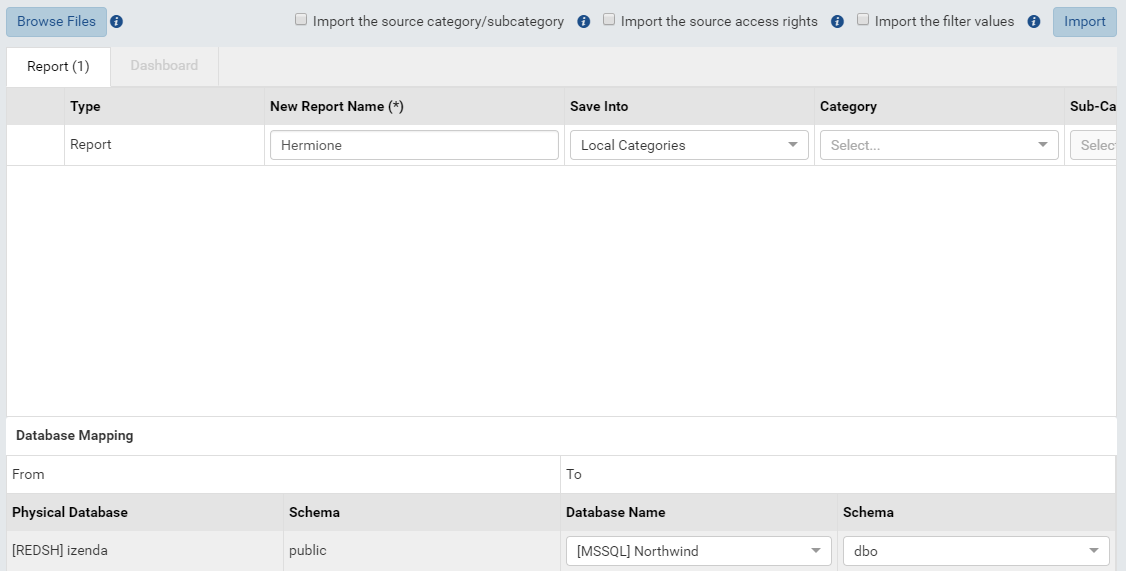 Browse Files Import the source category/subcategory Import the source access rights Import the filter values Import
Report (1) Dashboard
Type New Report Name (*) Save Into Category Sub-Ca
Report Hermione Local Categories Select... Selec
Database Mapping
From To
Physical Database Schema Database Name Schema
[REDSH] izenda public [MSSQL] Northwind dbo